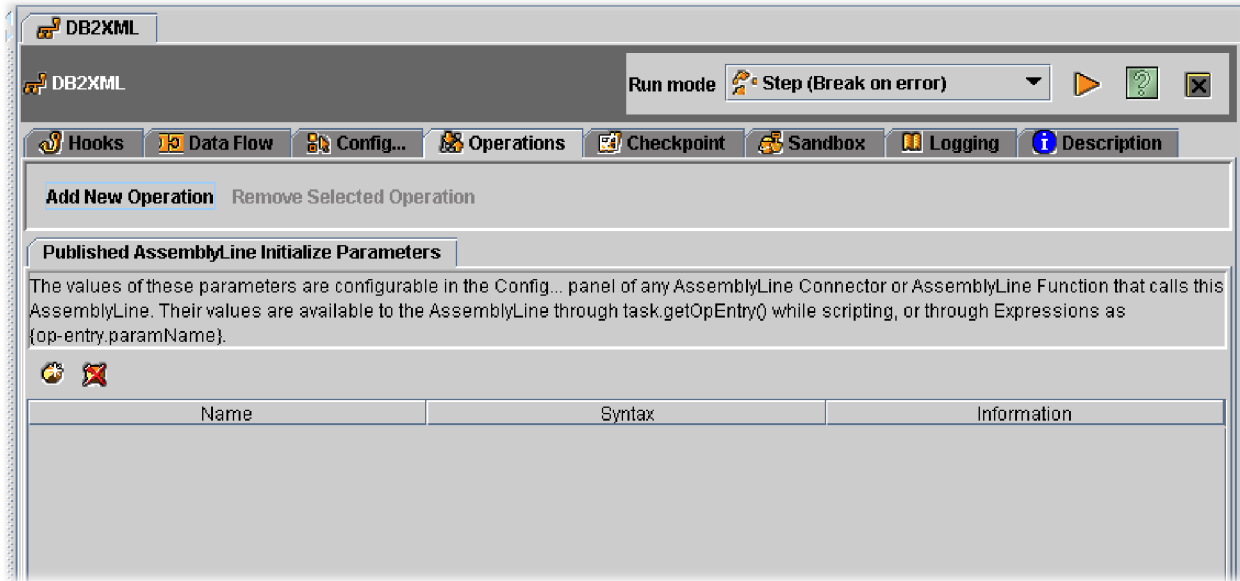 DB2XML
DB2XML
Run mode Step (Break on error)
Hooks Data Flow Config... Operations Checkpoint Sandbox Logging Description
Add New Operation Remove Selected Operation
Published AssemblyLine Initialize Parameters
The values of these parameters are configurable in the Config... panel of any AssemblyLine Connector or AssemblyLine Function that calls this
AssemblyLine. Their values are available to the AssemblyLine through task.getOpEntry() while scripting, or through Expressions as
{op-entry.paramName}.
Name Syntax Information